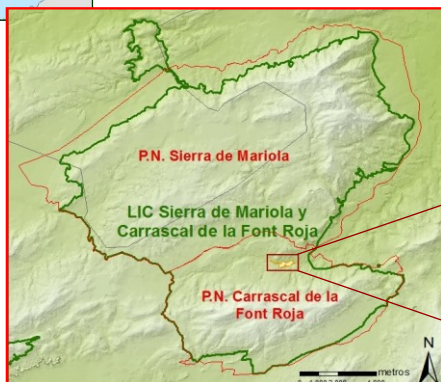 P.N. Sierra de Mariola
LIC Sierra de Mariola y
Carrascal de la Font Roja
P.N. Carrascal de la
Font Roja
N
metros